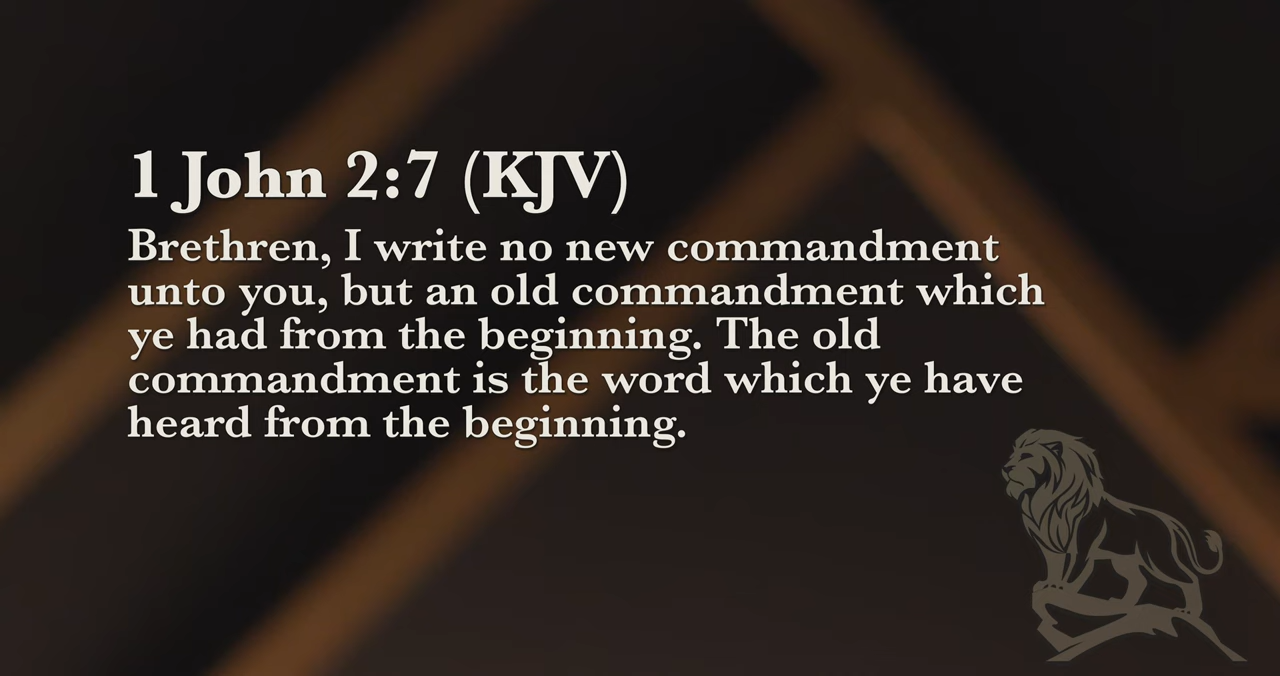 1 John 2:7 (KJV)
Brethren, I write no new commandment
unto you, but an old commandment which
ye had from the beginning. The old
commandment is the word which ye have
heard from the beginning.